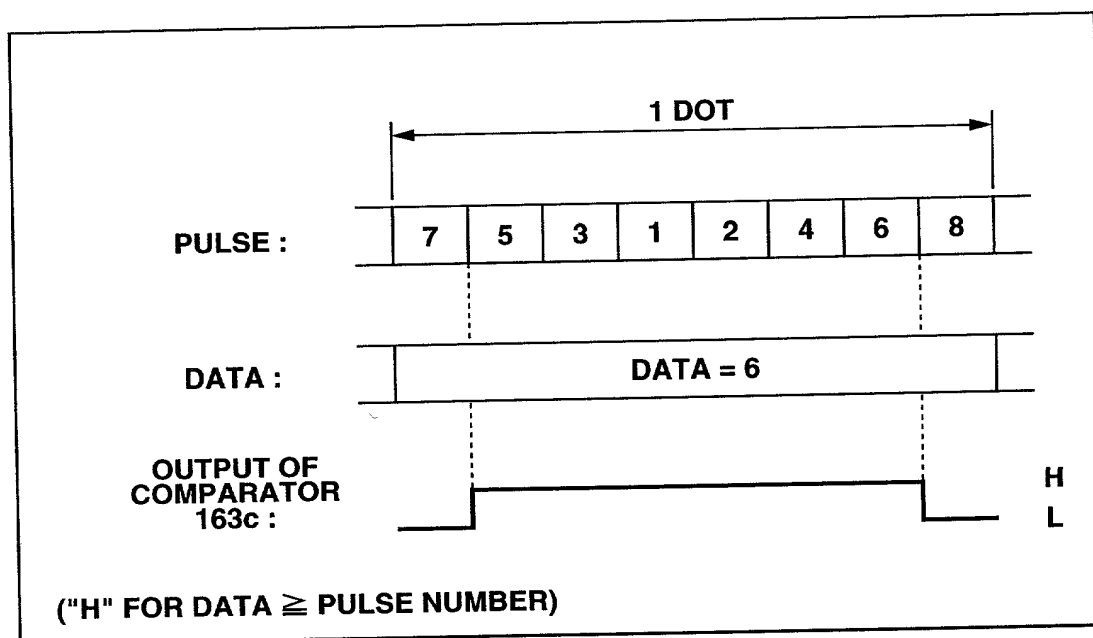 1 DOT
PULSE : 7 5 3 1 2 4 6 8
DATA : DATA = 6
OUTPUT OF
COMPARATOR
163c :
H
L
("H" FOR DATA ≧ PULSE NUMBER)